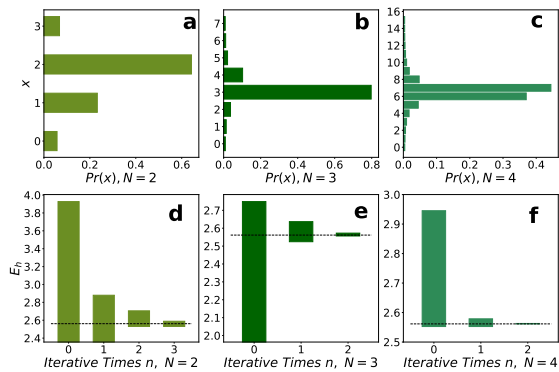 a
3
2
1
0
x
0.0 0.2 0.4 0.6
Pr(x), N = 2
b
7
6
5
4
3
2
1
0
0.0 0.2 0.4 0.6 0.8
Pr(x), N = 3
c
16
14
12
10
8
6
4
2
0
0.0 0.2 0.4
Pr(x), N = 4
d
4.0
3.8
3.6
3.4
3.2
3.0
2.8
2.6
2.4
E_h
0 1 2 3
Iterative Times n, N = 2
e
2.7
2.6
2.5
2.4
2.3
2.2
2.1
2.0
0 1 2
Iterative Times n, N = 3
f
3.0
2.9
2.8
2.7
2.6
2.5
0 1 2
Iterative Times n, N = 4